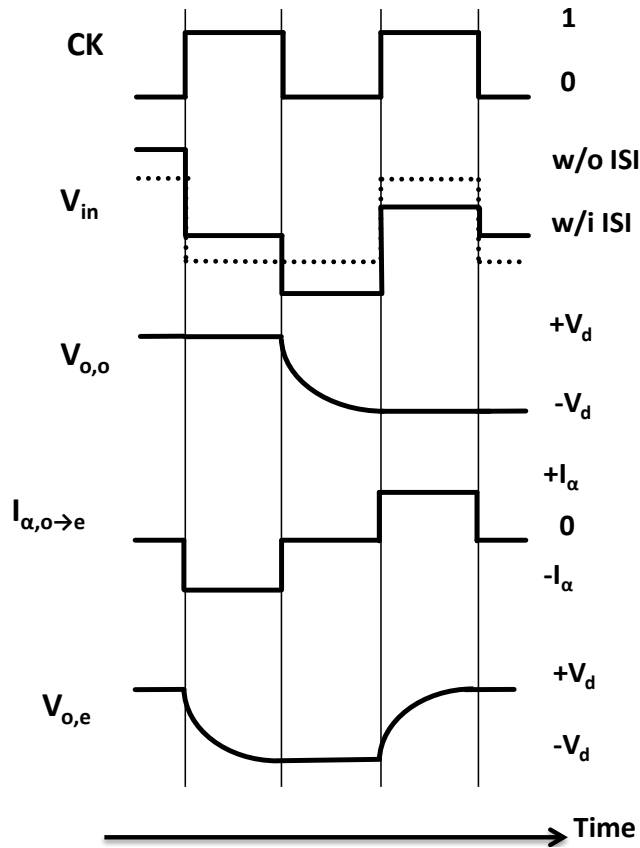 1
CK
0
w/o ISI
V_in
w/i ISI
+V_d
V_o,o
-V_d
+I_α
I_α,o→e
0
-I_α
+V_d
V_o,e
-V_d
Time